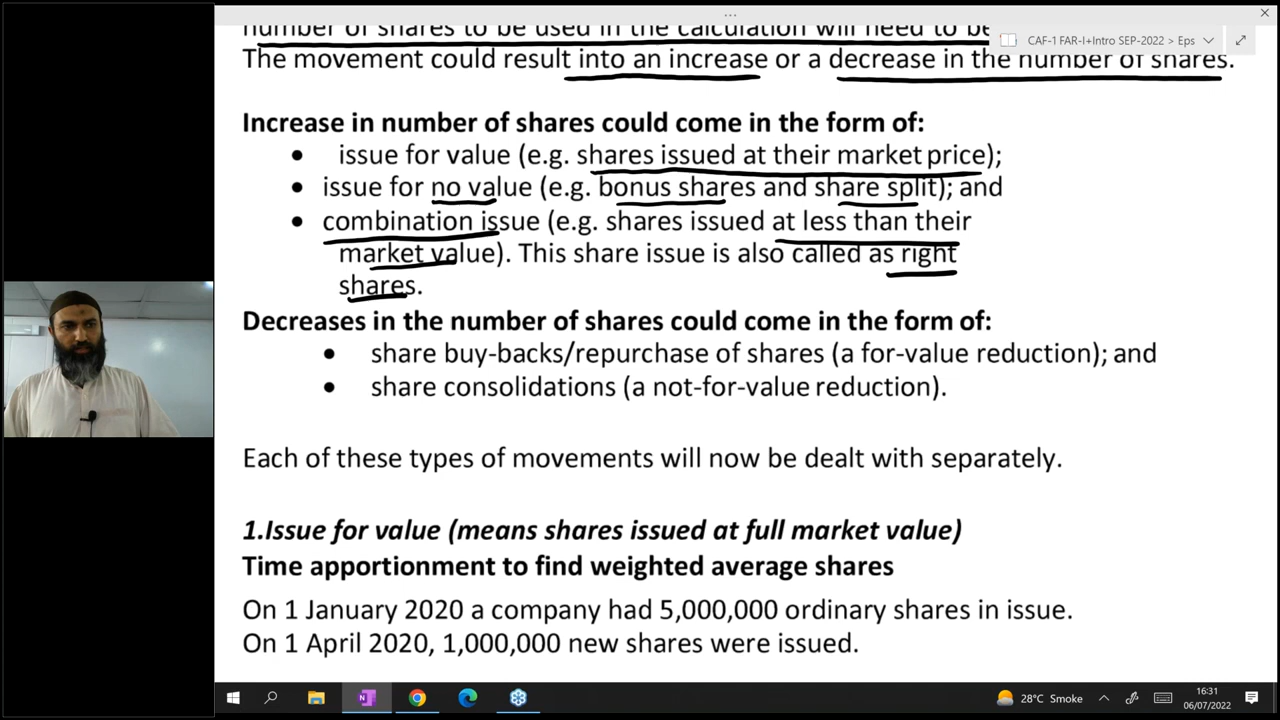 number of shares to be used in the calculation will need to be
CAF-1 FAR-I+Intro SEP-2022 > Eps
The movement could result into an increase or a decrease in the number of shares.
Increase in number of shares could come in the form of:
• issue for value (e.g. shares issued at their market price);
• issue for no value (e.g. bonus shares and share split); and
• combination issue (e.g. shares issued at less than their
market value). This share issue is also called as right
shares.
Decreases in the number of shares could come in the form of:
• share buy-backs/repurchase of shares (a for-value reduction); and
• share consolidations (a not-for-value reduction).
Each of these types of movements will now be dealt with separately.
1.Issue for value (means shares issued at full market value)
Time apportionment to find weighted average shares
On 1 January 2020 a company had 5,000,000 ordinary shares in issue.
On 1 April 2020, 1,000,000 new shares were issued.
28°C Smoke
16:31
06/07/2022